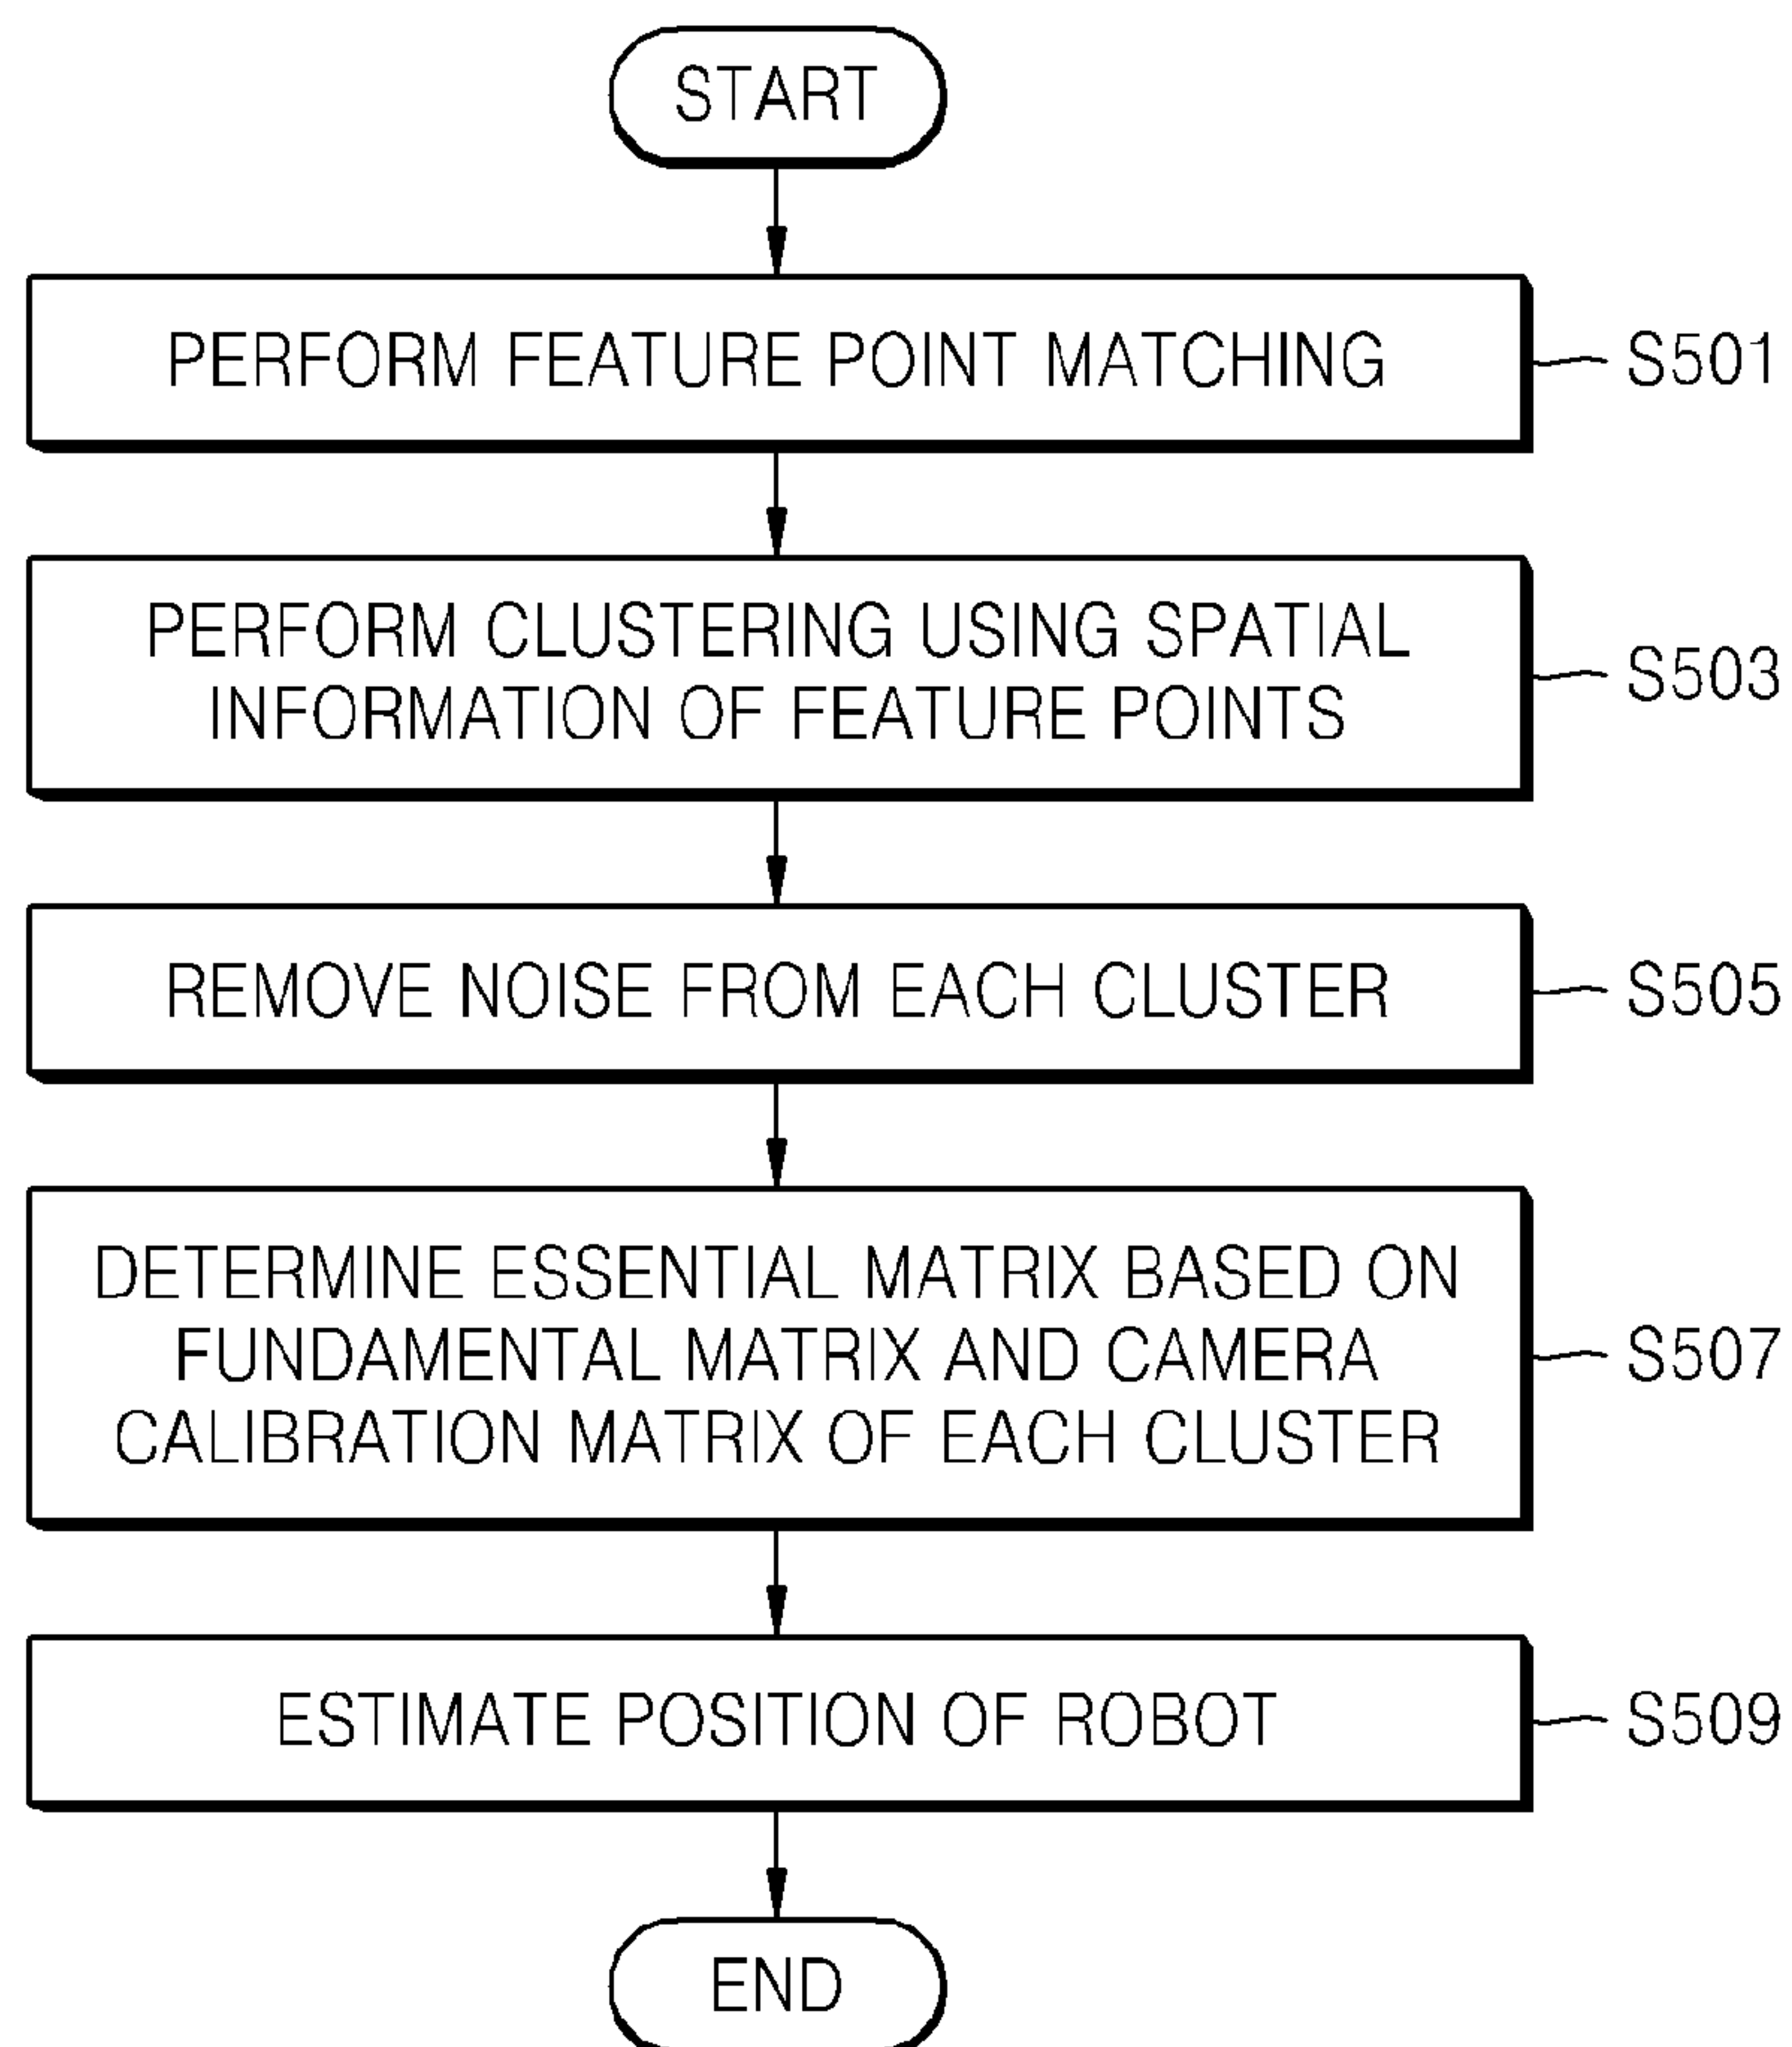 START
PERFORM FEATURE POINT MATCHING
S501
PERFORM CLUSTERING USING SPATIAL
INFORMATION OF FEATURE POINTS
S503
REMOVE NOISE FROM EACH CLUSTER
S505
DETERMINE ESSENTIAL MATRIX BASED ON
FUNDAMENTAL MATRIX AND CAMERA
CALIBRATION MATRIX OF EACH CLUSTER
S507
ESTIMATE POSITION OF ROBOT
S509
END